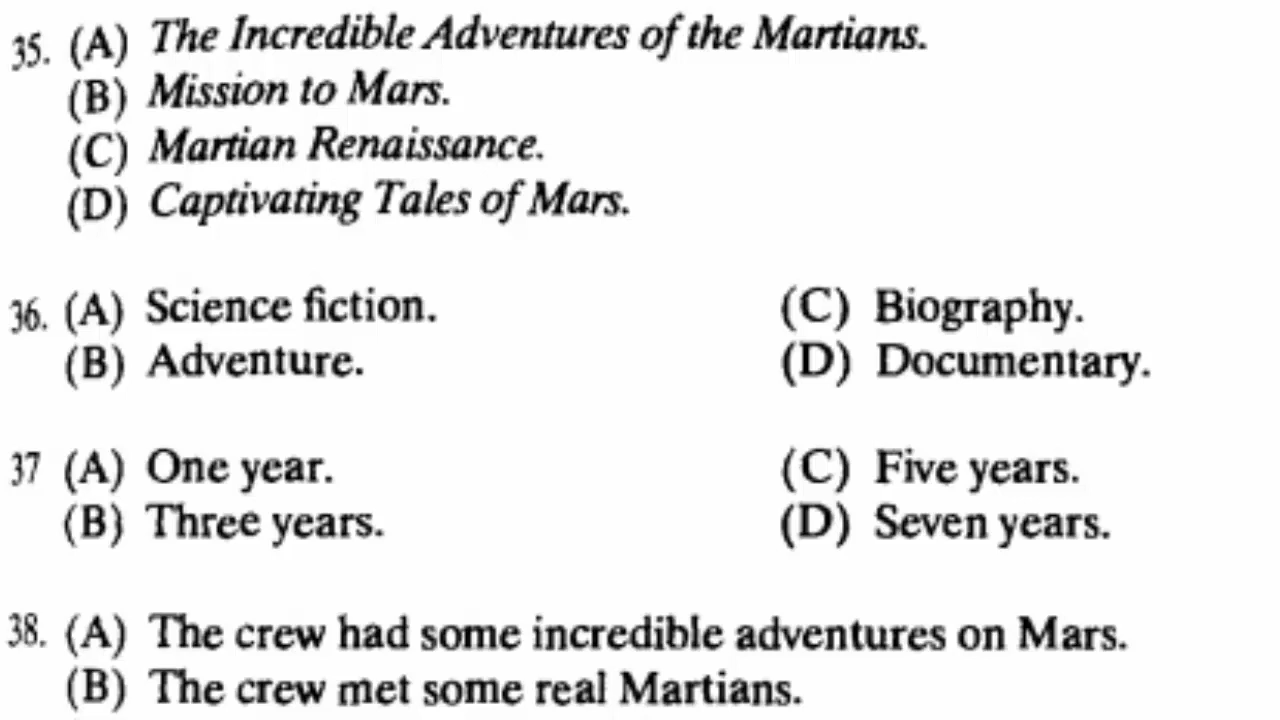 35. (A) The Incredible Adventures of the Martians.
(B) Mission to Mars.
(C) Martian Renaissance.
(D) Captivating Tales of Mars.
36. (A) Science fiction. (C) Biography.
(B) Adventure. (D) Documentary.
37 (A) One year. (C) Five years.
(B) Three years. (D) Seven years.
38. (A) The crew had some incredible adventures on Mars.
(B) The crew met some real Martians.